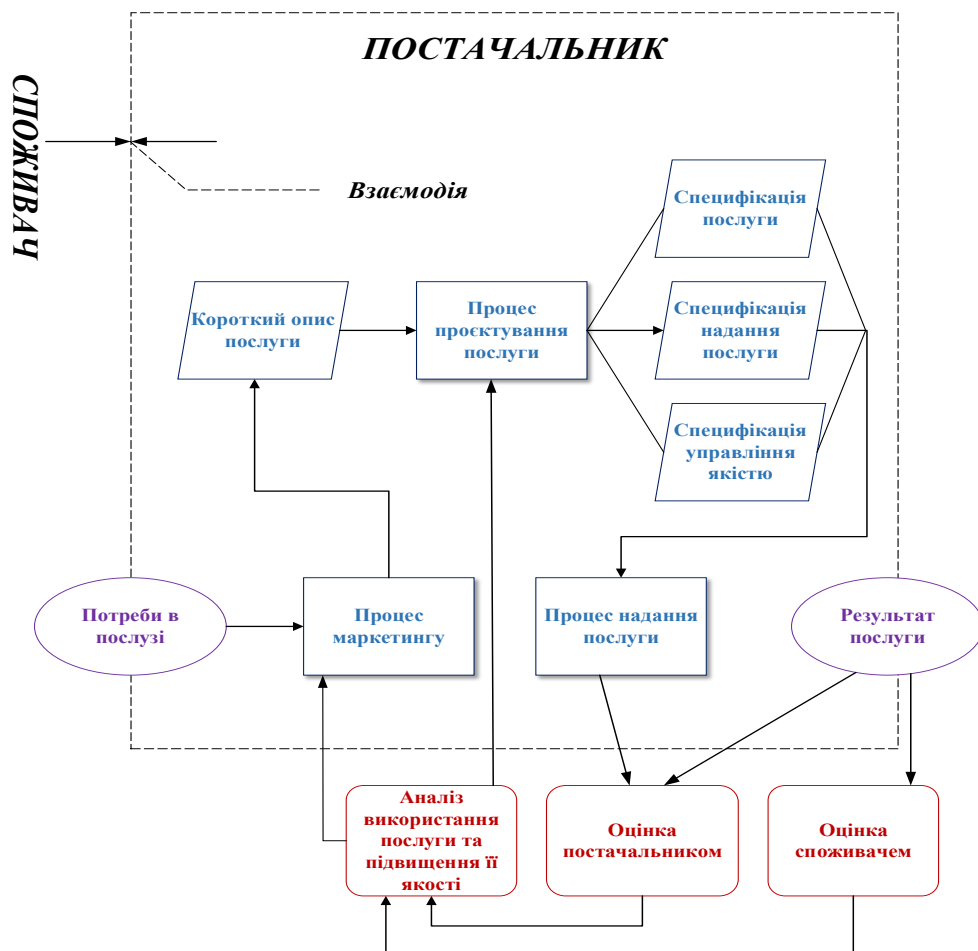 ПОСТАЧАЛЬНИК
СПОЖИВАЧ
Взаємодія
Специфікація
послуги
Короткий опис
послуги
Процес
проєктування
послуги
Специфікація
надання
послуги
Специфікація
управління
якістю
Потреби в
послузі
Процес
маркетингу
Процес надання
послуги
Результат
послуги
Аналіз
використання
послуги та
підвищення її
якості
Оцінка
постачальником
Оцінка
споживачем